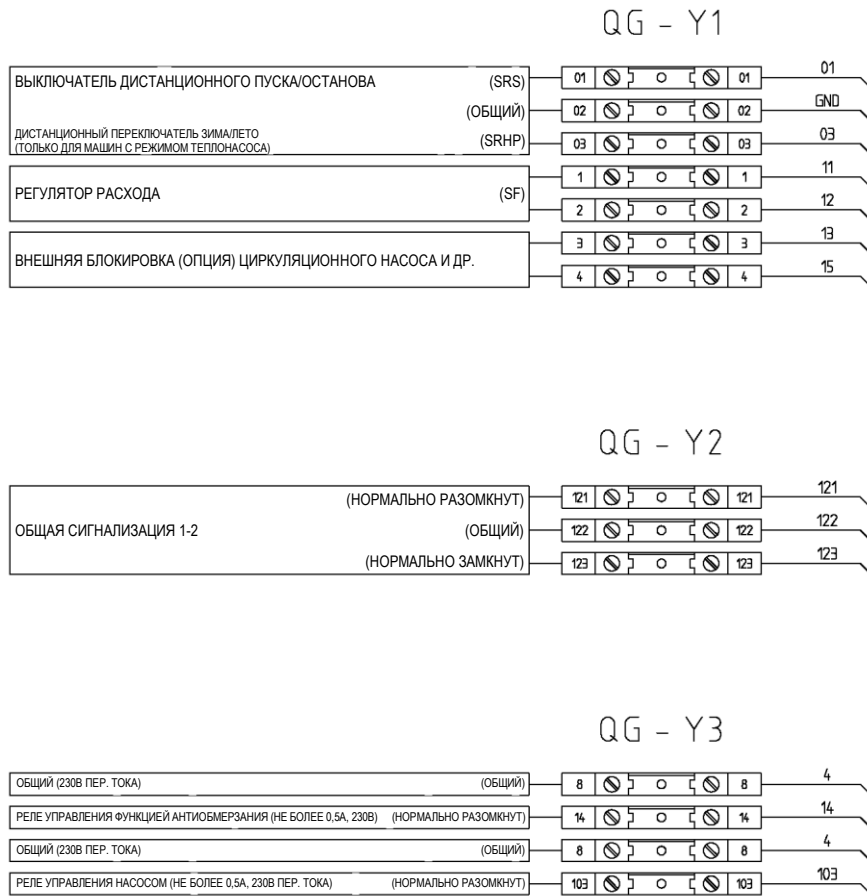 QG - Y1
ВЫКЛЮЧАТЕЛЬ ДИСТАНЦИОННОГО ПУСКА/ОСТАНОВА (SRS) 01 01 01
(ОБЩИЙ) 02 02 GND
ДИСТАНЦИОННЫЙ ПЕРЕКЛЮЧАТЕЛЬ ЗИМА/ЛЕТО
(ТОЛЬКО ДЛЯ МАШИН С РЕЖИМОМ ТЕПЛОНАСОСА) (SRHP) 03 03 03
РЕГУЛЯТОР РАСХОДА (SF) 1 1 11
2 2 12
ВНЕШНЯЯ БЛОКИРОВКА (ОПЦИЯ) ЦИРКУЛЯЦИОННОГО НАСОСА И ДР. 3 3 13
4 4 15
QG - Y2
(НОРМАЛЬНО РАЗОМКНУТ) 121 121 121
ОБЩАЯ СИГНАЛИЗАЦИЯ 1-2 (ОБЩИЙ) 122 122 122
(НОРМАЛЬНО ЗАМКНУТ) 123 123 123
QG - Y3
ОБЩИЙ (230В ПЕР. ТОКА) (ОБЩИЙ) 8 8 4
РЕЛЕ УПРАВЛЕНИЯ ФУНКЦИЕЙ АНТИОБМЕРЗАНИЯ (НЕ БОЛЕЕ 0,5А, 230В) (НОРМАЛЬНО РАЗОМКНУТ) 14 14 14
ОБЩИЙ (230В ПЕР. ТОКА) (ОБЩИЙ) 8 8 4
РЕЛЕ УПРАВЛЕНИЯ НАСОСОМ (НЕ БОЛЕЕ 0,5А, 230В ПЕР. ТОКА) (НОРМАЛЬНО РАЗОМКНУТ) 103 103 103